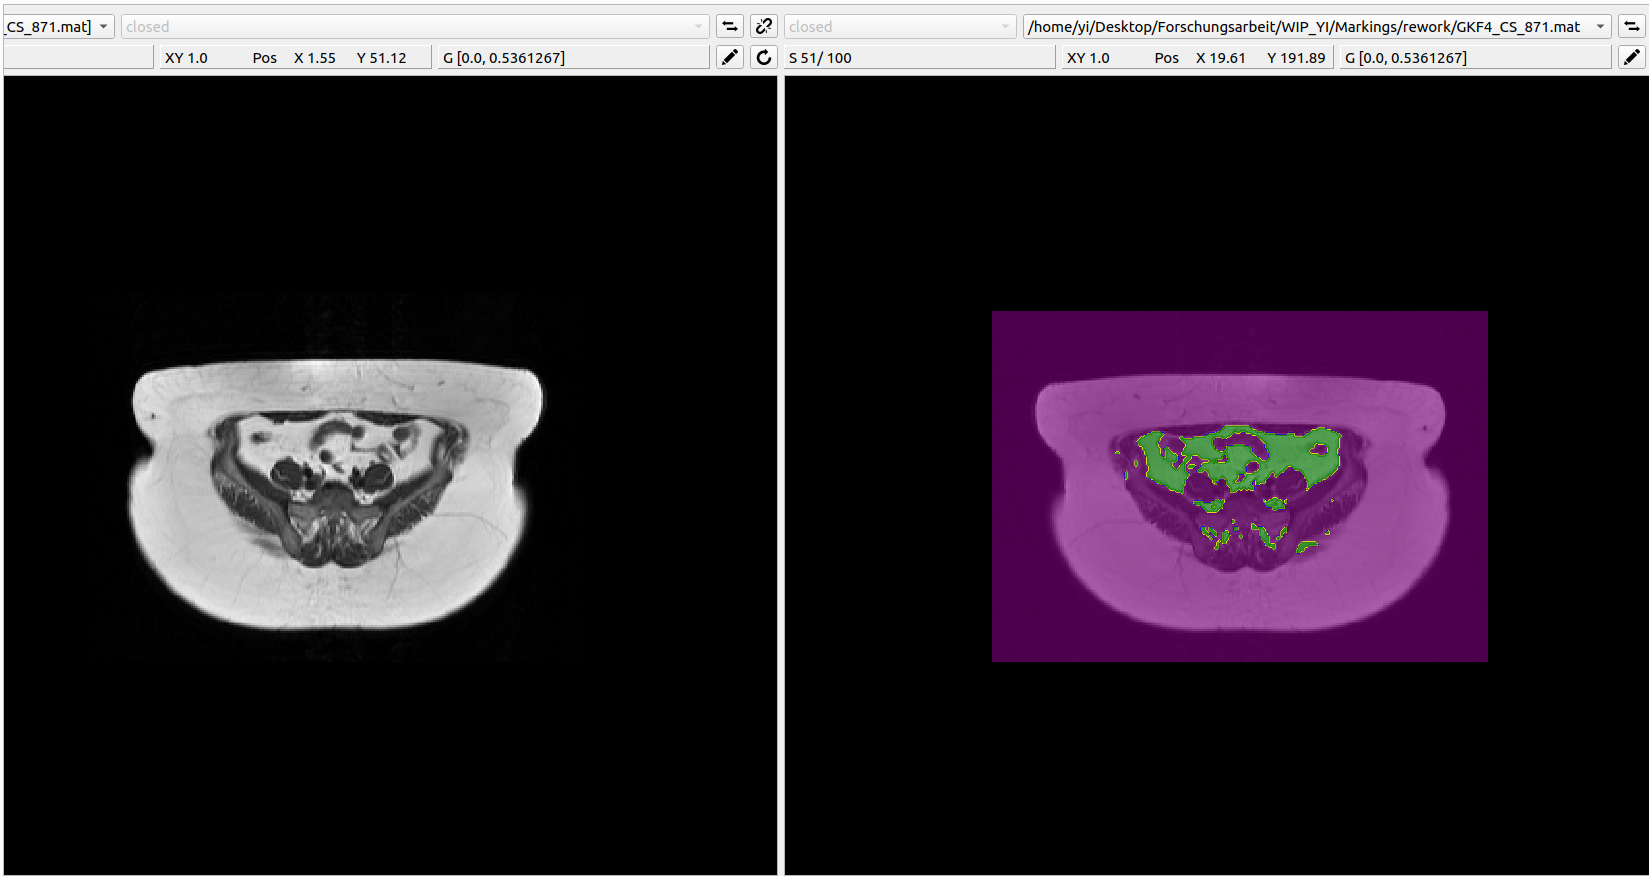 _CS_871.mat] closed closed /home/yi/Desktop/Forschungsarbeit/WIP_YI/Markings/rework/GKF4_CS_871.mat
XY 1.0 Pos X 1.55 Y 51.12 G [0.0, 0.5361267] S 51/ 100 XY 1.0 Pos X 19.61 Y 191.89 G [0.0, 0.5361267]